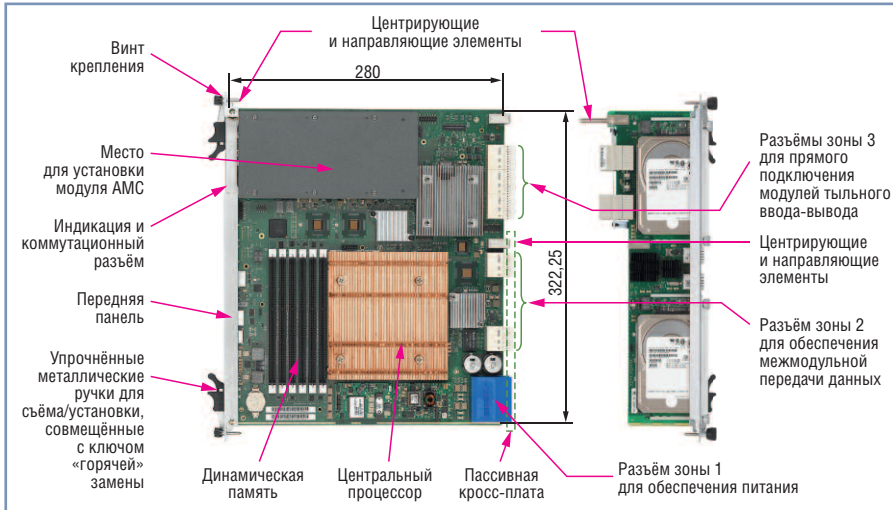 Центрирующие
и направляющие элементы
Винт
крепления
280
Место
для установки
модуля AMC
Индикация и
коммутационный
разъём
Передняя
панель
Упрочнённые
металлические
ручки для
съёма/установки,
совмещённые
с ключом
«горячей»
замены
Динамическая
память
Центральный
процессор
Пассивная
кросс-плата
322,25
Разъёмы зоны 3
для прямого
подключения
модулей тыльного
ввода-вывода
Центрирующие
и направляющие
элементы
Разъём зоны 2
для обеспечения
межмодульной
передачи данных
Разъём зоны 1
для обеспечения питания